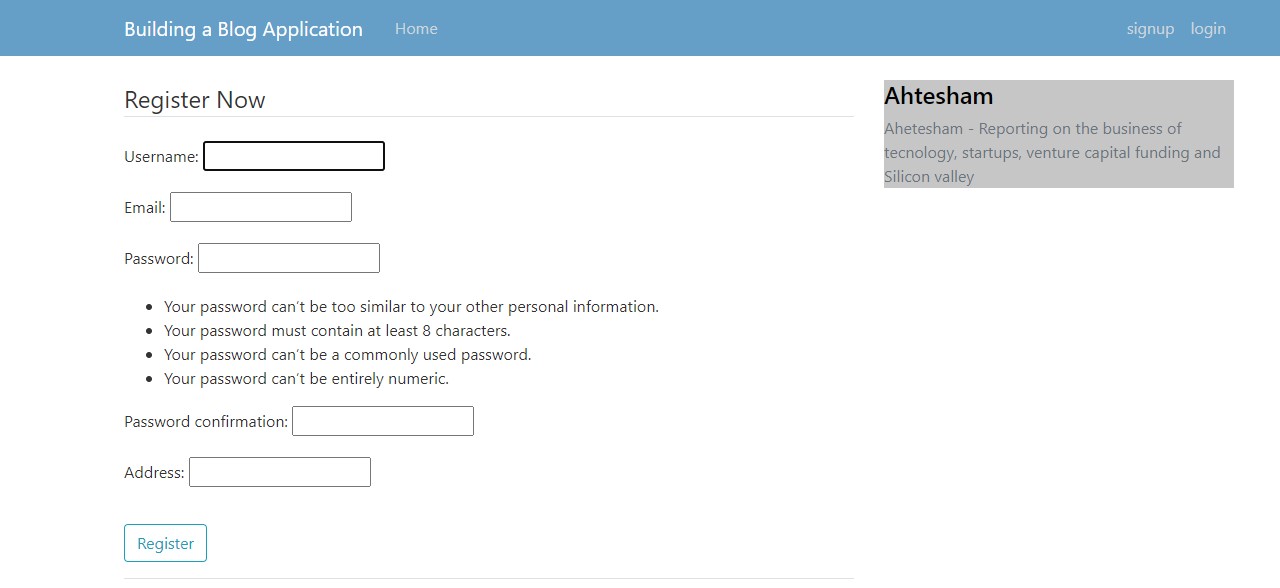 Building a Blog Application Home signup login
Register Now
Username:
Email:
Password:
Your password can't be too similar to your other personal information.
Your password must contain at least 8 characters.
Your password can't be a commonly used password.
Your password can't be entirely numeric.
Password confirmation:
Address:
Register
Ahtesham
Ahetesham - Reporting on the business of
tecnology, startups, venture capital funding and
Silicon valley